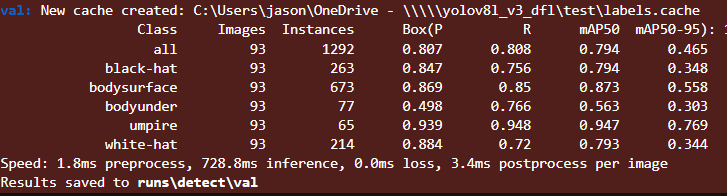 val: New cache created: C:\Users\jason\OneDrive - \\\\\yolov8l_v3_dfl\test\labels.cache
Class Images Instances Box(P R mAP50 mAP50-95): 1
all 93 1292 0.807 0.808 0.794 0.465
black-hat 93 263 0.847 0.756 0.794 0.348
bodysurface 93 673 0.869 0.85 0.873 0.558
bodyunder 93 77 0.498 0.766 0.563 0.303
umpire 93 65 0.939 0.948 0.947 0.769
white-hat 93 214 0.884 0.72 0.793 0.344
Speed: 1.8ms preprocess, 728.8ms inference, 0.0ms loss, 3.4ms postprocess per image
Results saved to runs\detect\val